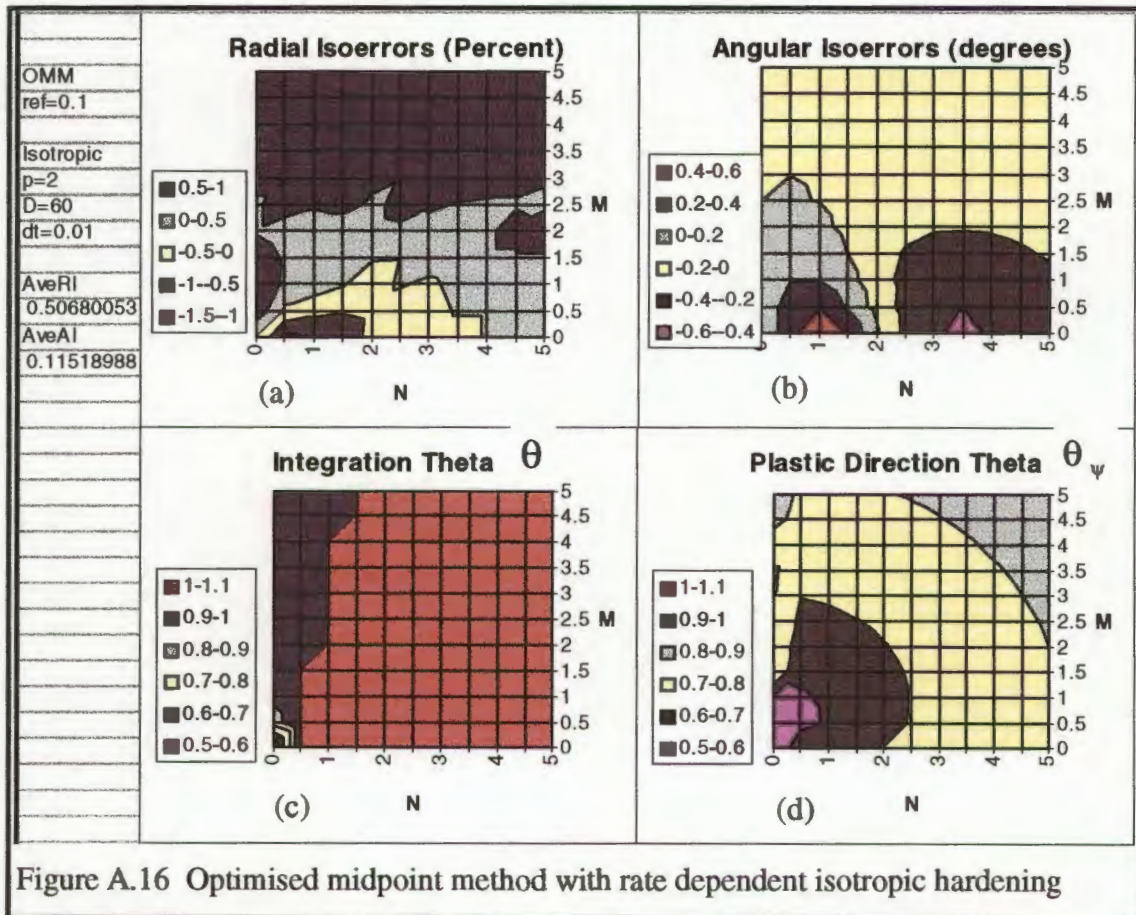 OMM
ref=0.1
Isotropic
p=2
D=60
dt=0.01
AveRI
0.50680053
AveAI
0.11518988
Radial Isoerrors (Percent)
0.5-1
0-0.5
-0.5-0
-1--0.5
-1.5--1
5
4.5
4
3.5
3
2.5
2
1.5
1
0.5
0
M
0 1 2 3 4 5
(a)
N
Angular Isoerrors (degrees)
0.4-0.6
0.2-0.4
0-0.2
-0.2-0
-0.4--0.2
-0.6--0.4
5
4.5
4
3.5
3
2.5
2
1.5
1
0.5
0
M
0 1 2 3 4 5
(b)
N
Integration Theta θ
1-1.1
0.9-1
0.8-0.9
0.7-0.8
0.6-0.7
0.5-0.6
5
4.5
4
3.5
3
2.5
2
1.5
1
0.5
0
M
0 1 2 3 4 5
(c)
N
Plastic Direction Theta θψ
1-1.1
0.9-1
0.8-0.9
0.7-0.8
0.6-0.7
0.5-0.6
5
4.5
4
3.5
3
2.5
2
1.5
1
0.5
0
M
0 1 2 3 4 5
(d)
N
Figure A.16 Optimised midpoint method with rate dependent isotropic hardening